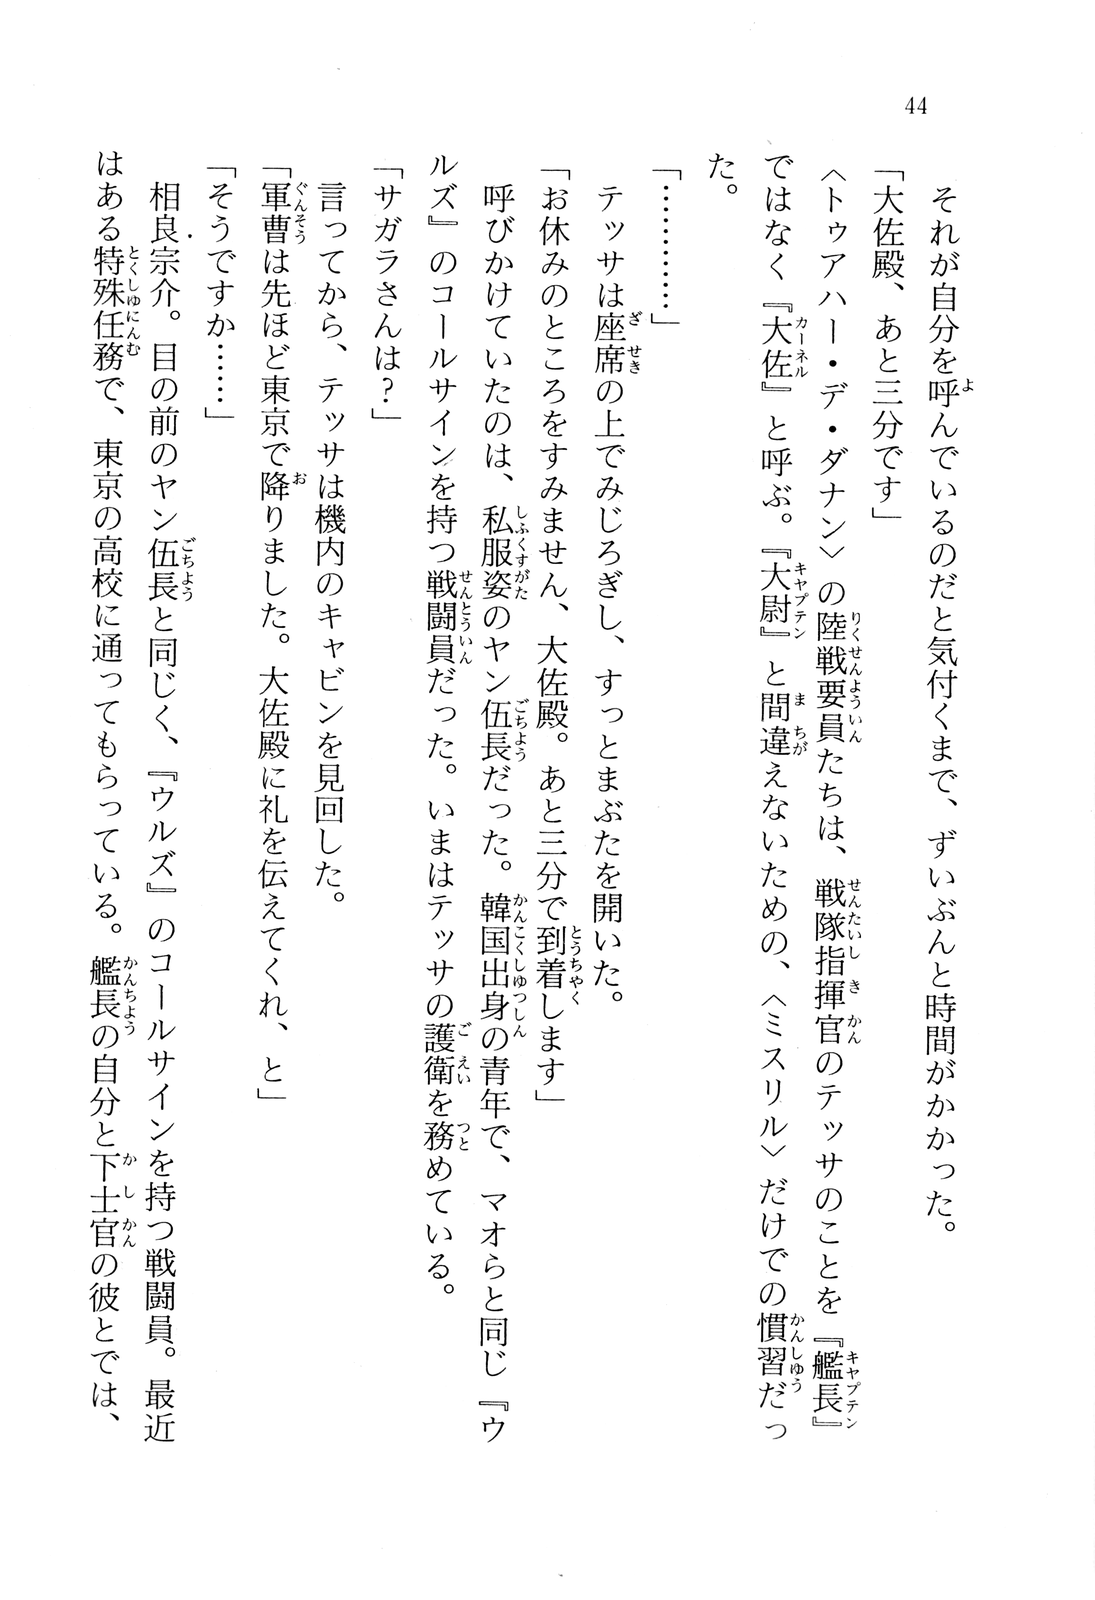 44
　それが自分を呼んでいるのだと気付くまで、ずいぶんと時間がかかった。
「大佐殿、あと三分です」
〈トゥアハー・デ・ダナン〉の陸戦要員たちは、戦隊指揮官のテッサのことを『艦長』
ではなく『大佐』と呼ぶ。『大尉』と間違えないための、〈ミスリル〉だけでの慣習だっ
た。
「…………」
　テッサは座席の上でみじろぎし、すっとまぶたを開いた。
「お休みのところをすみません、大佐殿。あと三分で到着します」
　呼びかけていたのは、私服姿のヤン伍長だった。韓国出身の青年で、マオらと同じ『ウ
ルズ』のコールサインを持つ戦闘員だった。いまはテッサの護衛を務めている。
「サガラさんは？」
　言ってから、テッサは機内のキャビンを見回した。
「軍曹は先ほど東京で降りました。大佐殿に礼を伝えてくれ、と」
「そうですか……」
　相良宗介。目の前のヤン伍長と同じく、『ウルズ』のコールサインを持つ戦闘員。最近
はある特殊任務で、東京の高校に通ってもらっている。艦長の自分と下士官の彼とでは、